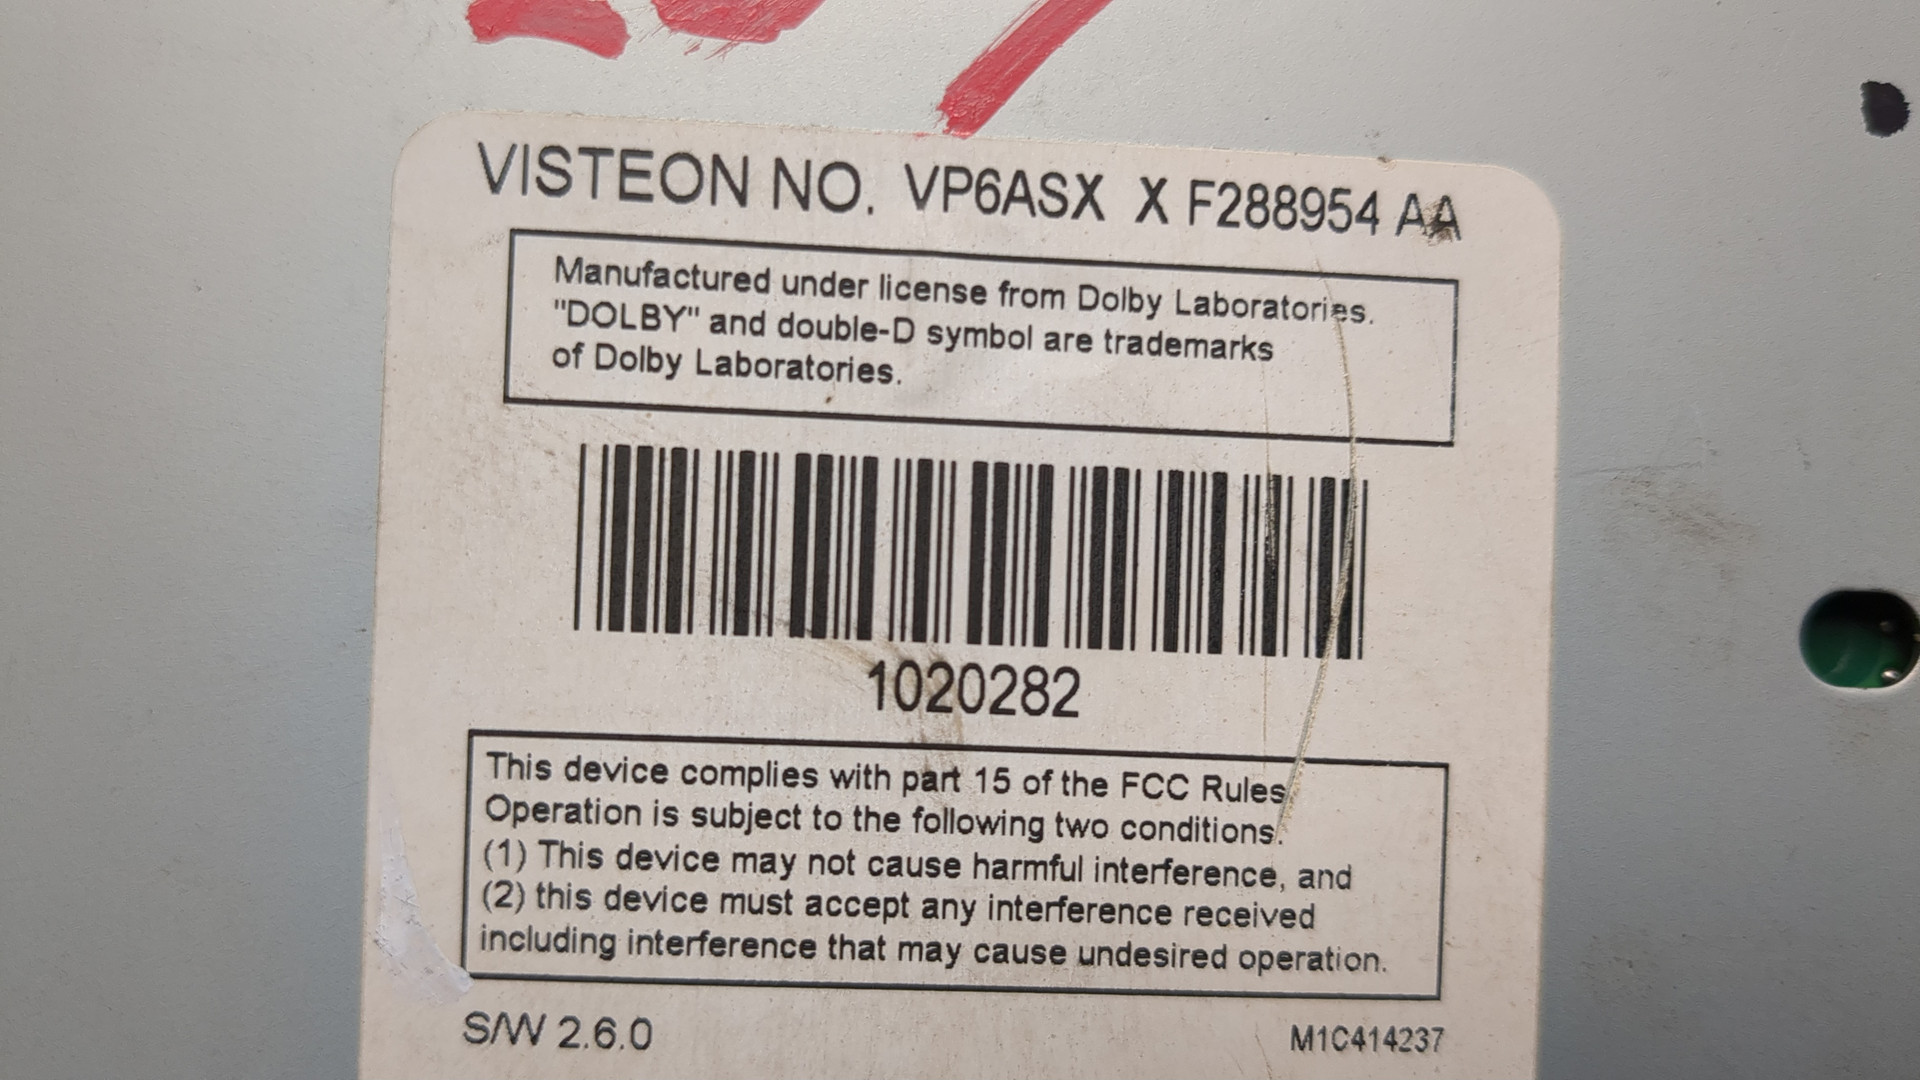 VISTEON NO. VP6ASX X F288954 AA
Manufactured under license from Dolby Laboratories.
"DOLBY" and double-D symbol are trademarks
of Dolby Laboratories.
1020282
This device complies with part 15 of the FCC Rules
Operation is subject to the following two conditions.
(1) This device may not cause harmful interference, and
(2) this device must accept any interference received
including interference that may cause undesired operation.
S/W 2.6.0
M1C414237